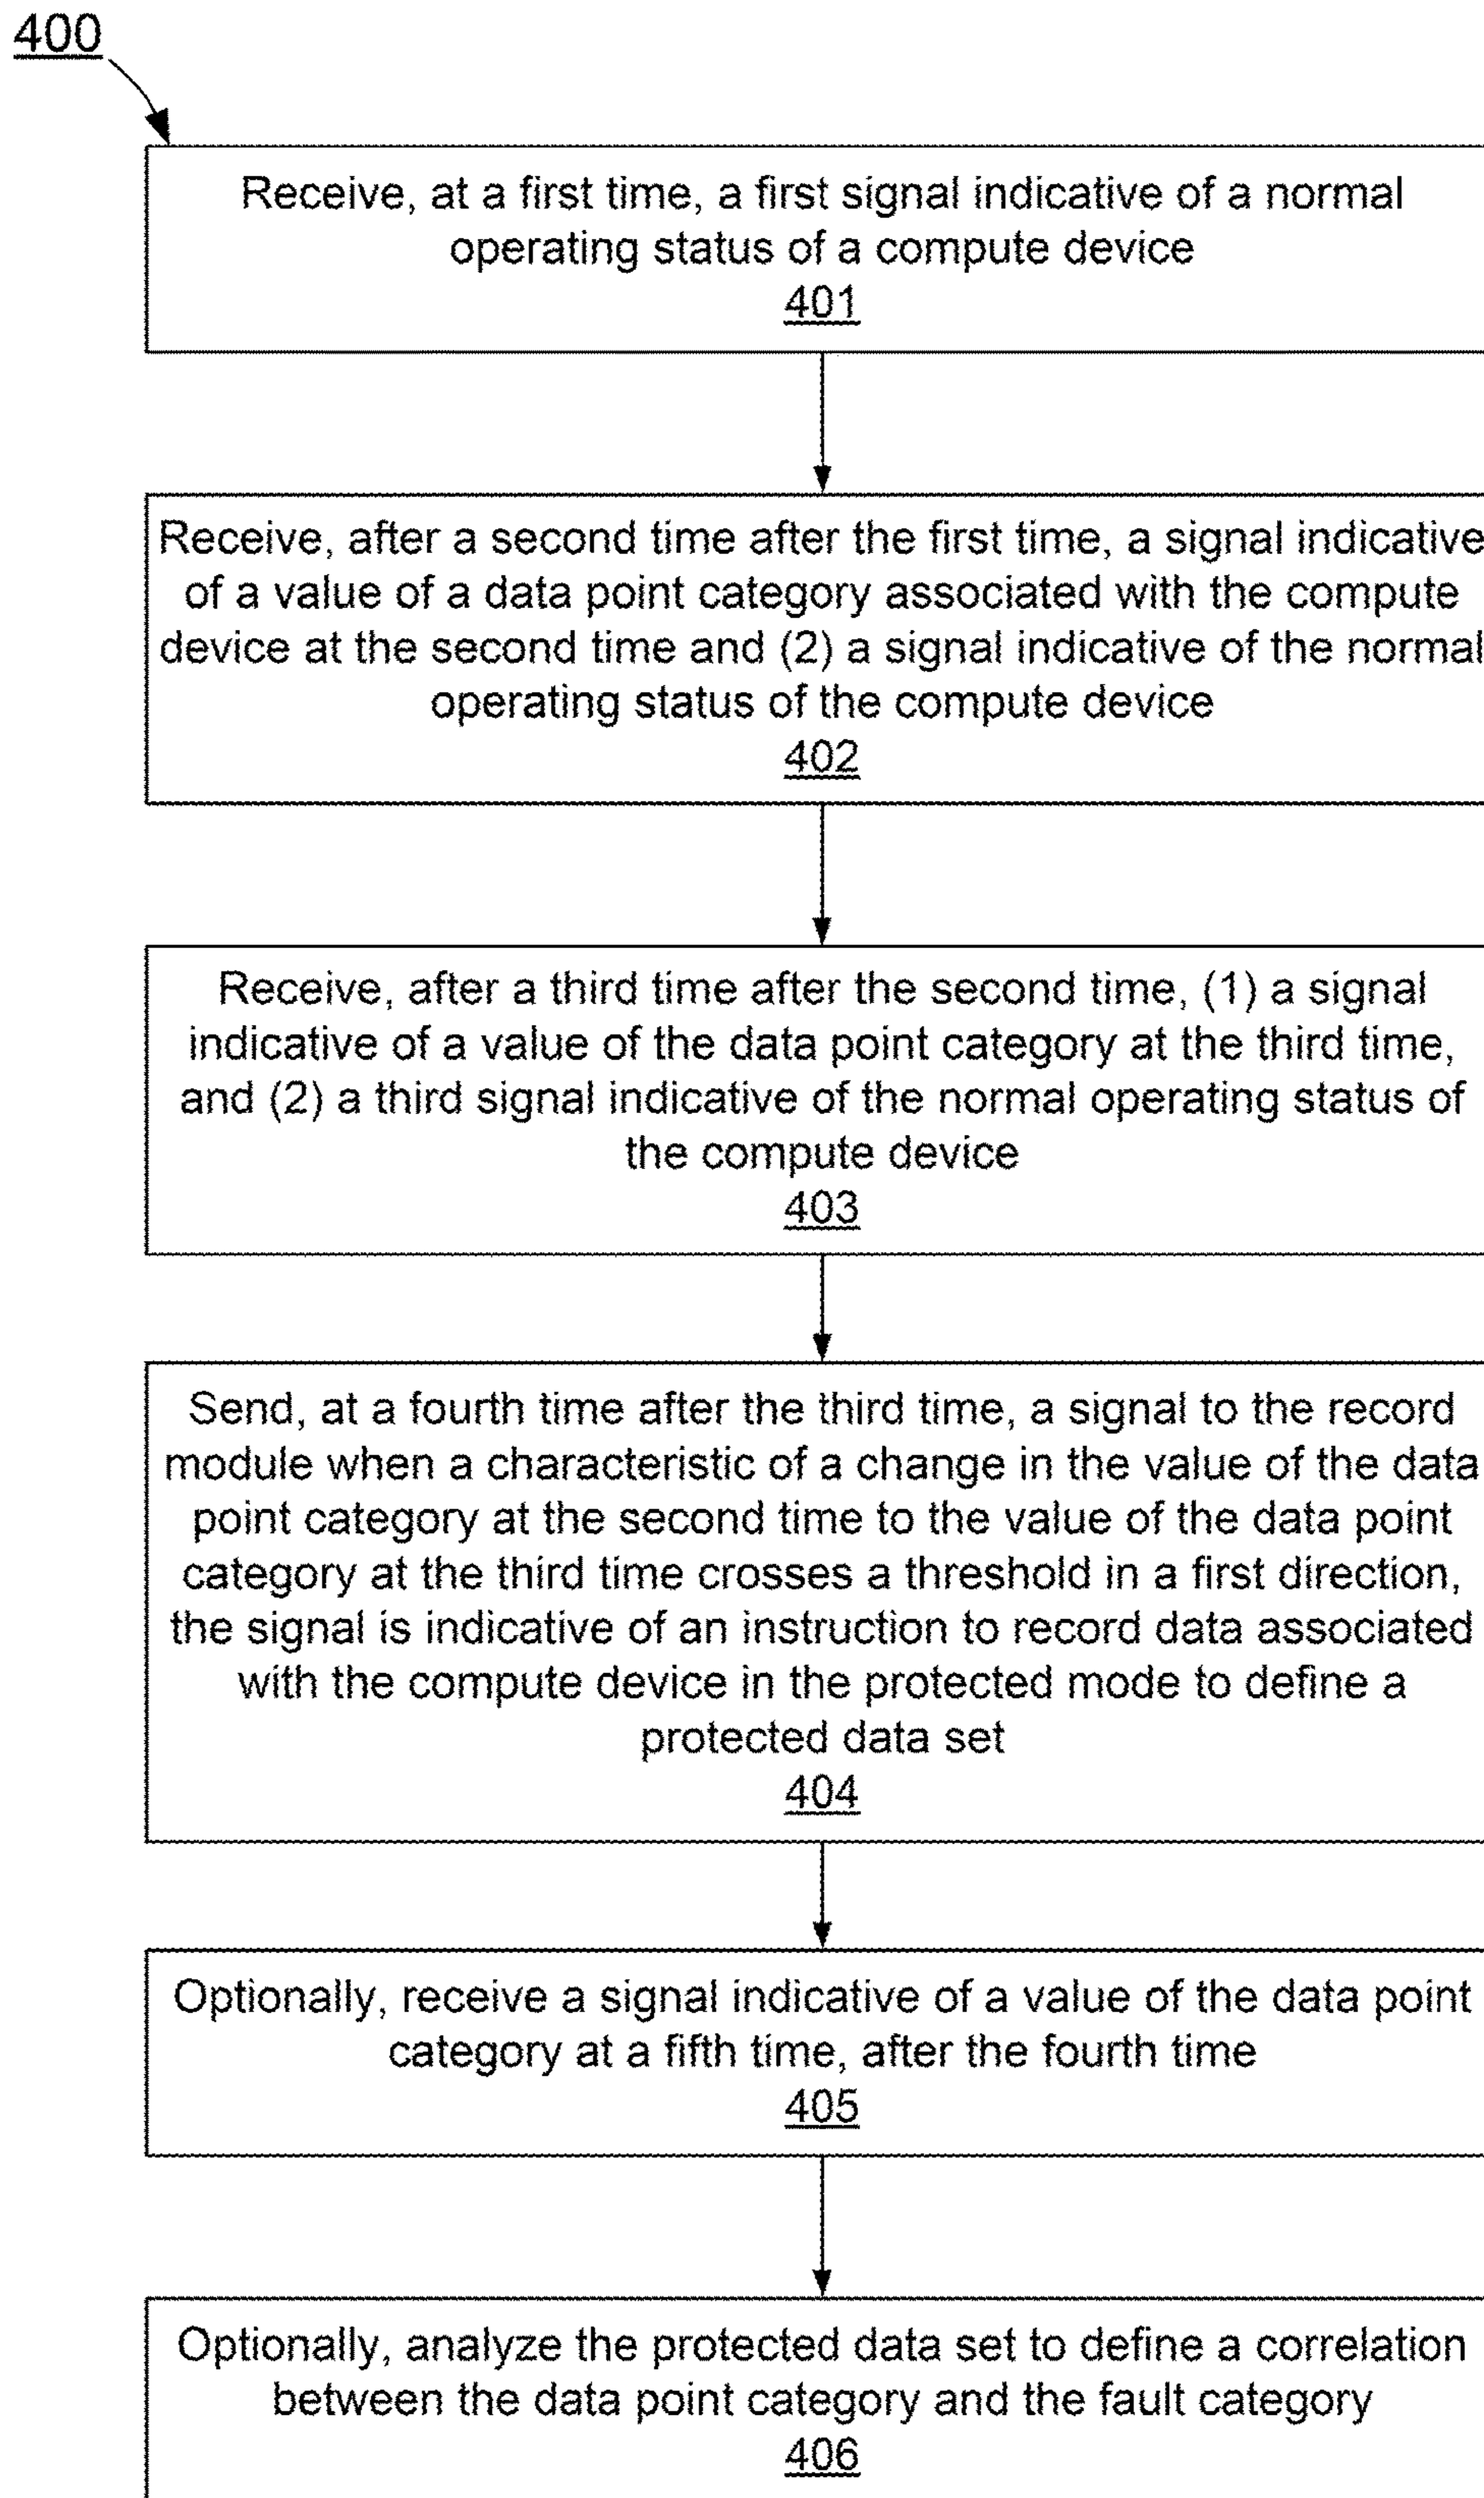 400
Receive, at a first time, a first signal indicative of a normal
operating status of a compute device
401
Receive, after a second time after the first time, a signal indicative
of a value of a data point category associated with the compute
device at the second time and (2) a signal indicative of the normal
operating status of the compute device
402
Receive, after a third time after the second time, (1) a signal
indicative of a value of the data point category at the third time,
and (2) a third signal indicative of the normal operating status of
the compute device
403
Send, at a fourth time after the third time, a signal to the record
module when a characteristic of a change in the value of the data
point category at the second time to the value of the data point
category at the third time crosses a threshold in a first direction,
the signal is indicative of an instruction to record data associated
with the compute device in the protected mode to define a
protected data set
404
Optionally, receive a signal indicative of a value of the data point
category at a fifth time, after the fourth time
405
Optionally, analyze the protected data set to define a correlation
between the data point category and the fault category
406